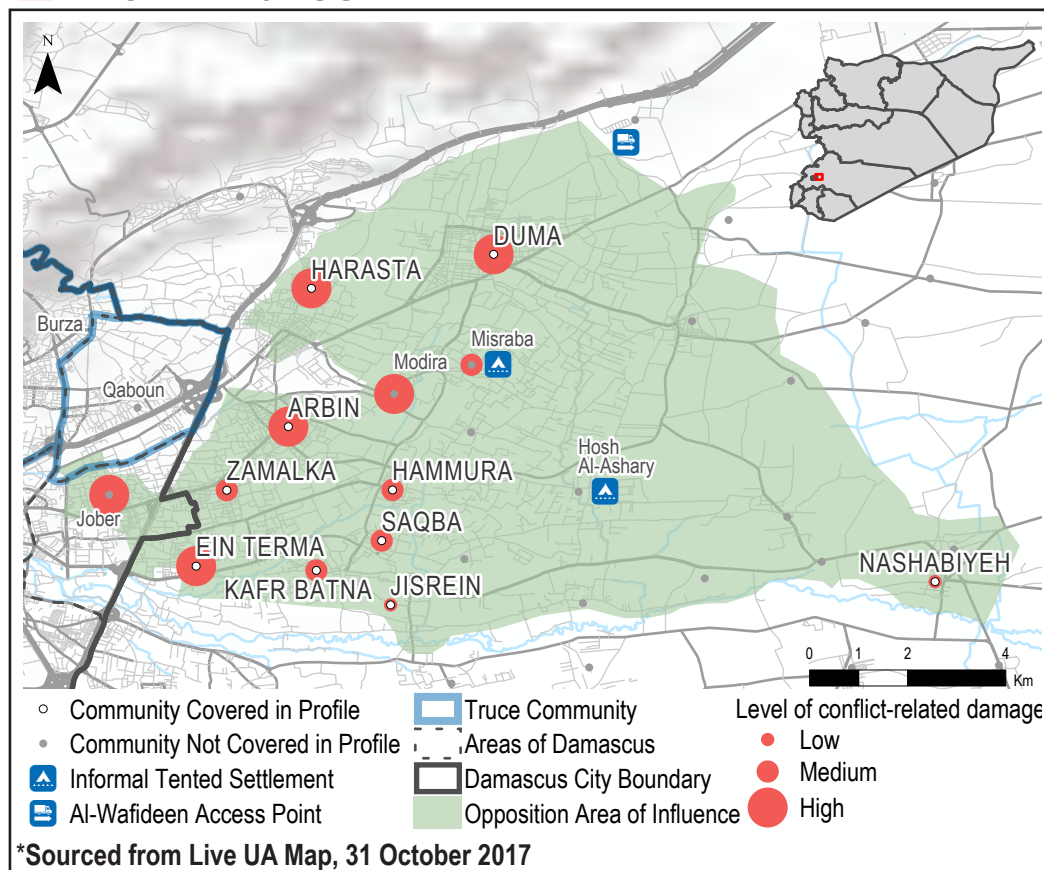 N
DUMA
HARASTA
Burza
Misraba
Modira
Qaboun
ARBIN
Hosh
Al-Ashary
ZAMALKA
HAMMURA
Jober
SAQBA
EIN TERMA
NASHABIYEH
KAFR BATNA
JISREIN
0 1 2 4
Km
Community Covered in Profile
Community Not Covered in Profile
Informal Tented Settlement
Al-Wafideen Access Point
Truce Community
Areas of Damascus
Damascus City Boundary
Opposition Area of Influence
Level of conflict-related damage
Low
Medium
High
*Sourced from Live UA Map, 31 October 2017